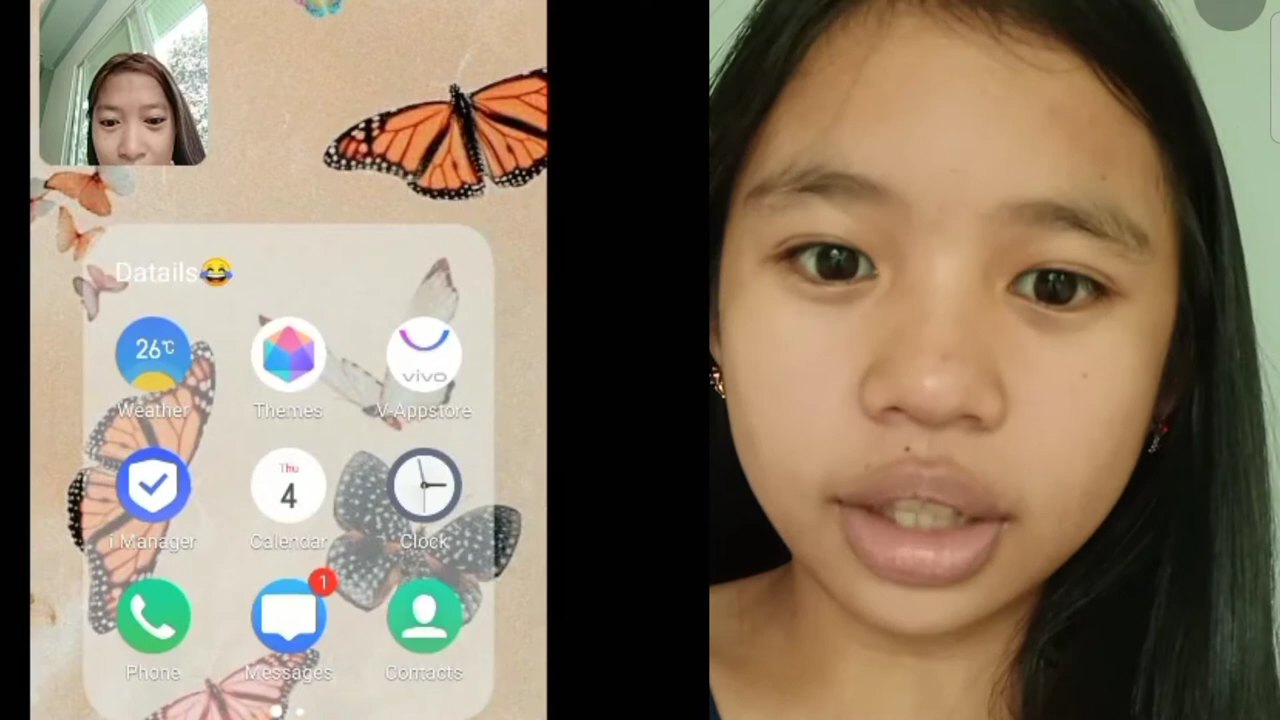 Datails😂
26℃
vivo
Weather
Themes
V-Appstore
Thu
4
i Manager
Calendar
Clock
1
Phone
Messages
Contacts